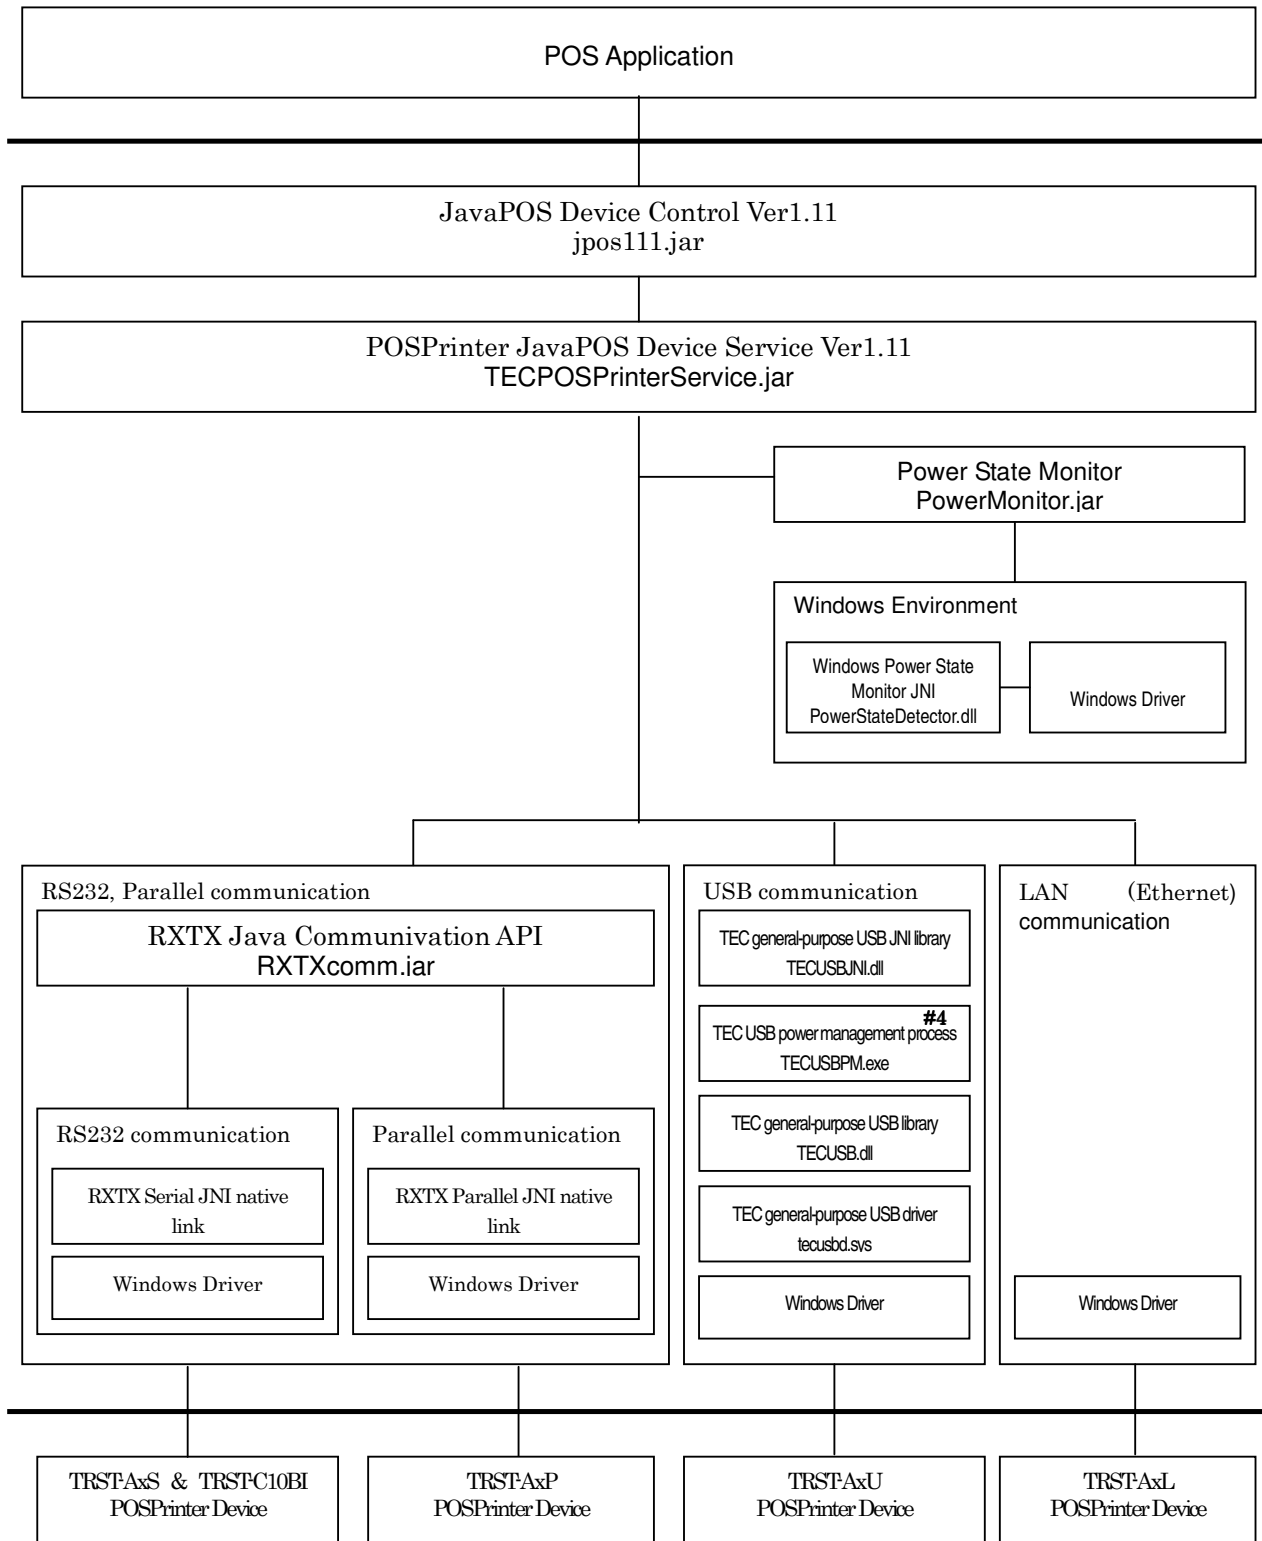 POS Application
JavaPOS Device Control Ver1.11
jpos111.jar
POSPrinter JavaPOS Device Service Ver1.11
TECPOSPrinterService.jar
Power State Monitor
PowerMonitor.jar
Windows Environment
Windows Power State
Monitor JNI
PowerStateDetector.dll
Windows Driver
RS232, Parallel communication
RXTX Java Communivation API
RXTXcomm.jar
RS232 communication
RXTX Serial JNI native
link
Windows Driver
Parallel communication
RXTX Parallel JNI native
link
Windows Driver
USB communication
TEC general-purpose USB JNI library
TECUSBJNI.dll
#4
TEC USB power management process
TECUSBPM.exe
TEC general-purpose USB library
TECUSB.dll
TEC general-purpose USB driver
tecusbd.sys
Windows Driver
LAN (Ethernet)
communication
Windows Driver
TRST-AxS & TRST-C10BI
POSPrinter Device
TRST-AxP
POSPrinter Device
TRST-AxU
POSPrinter Device
TRST-AxL
POSPrinter Device